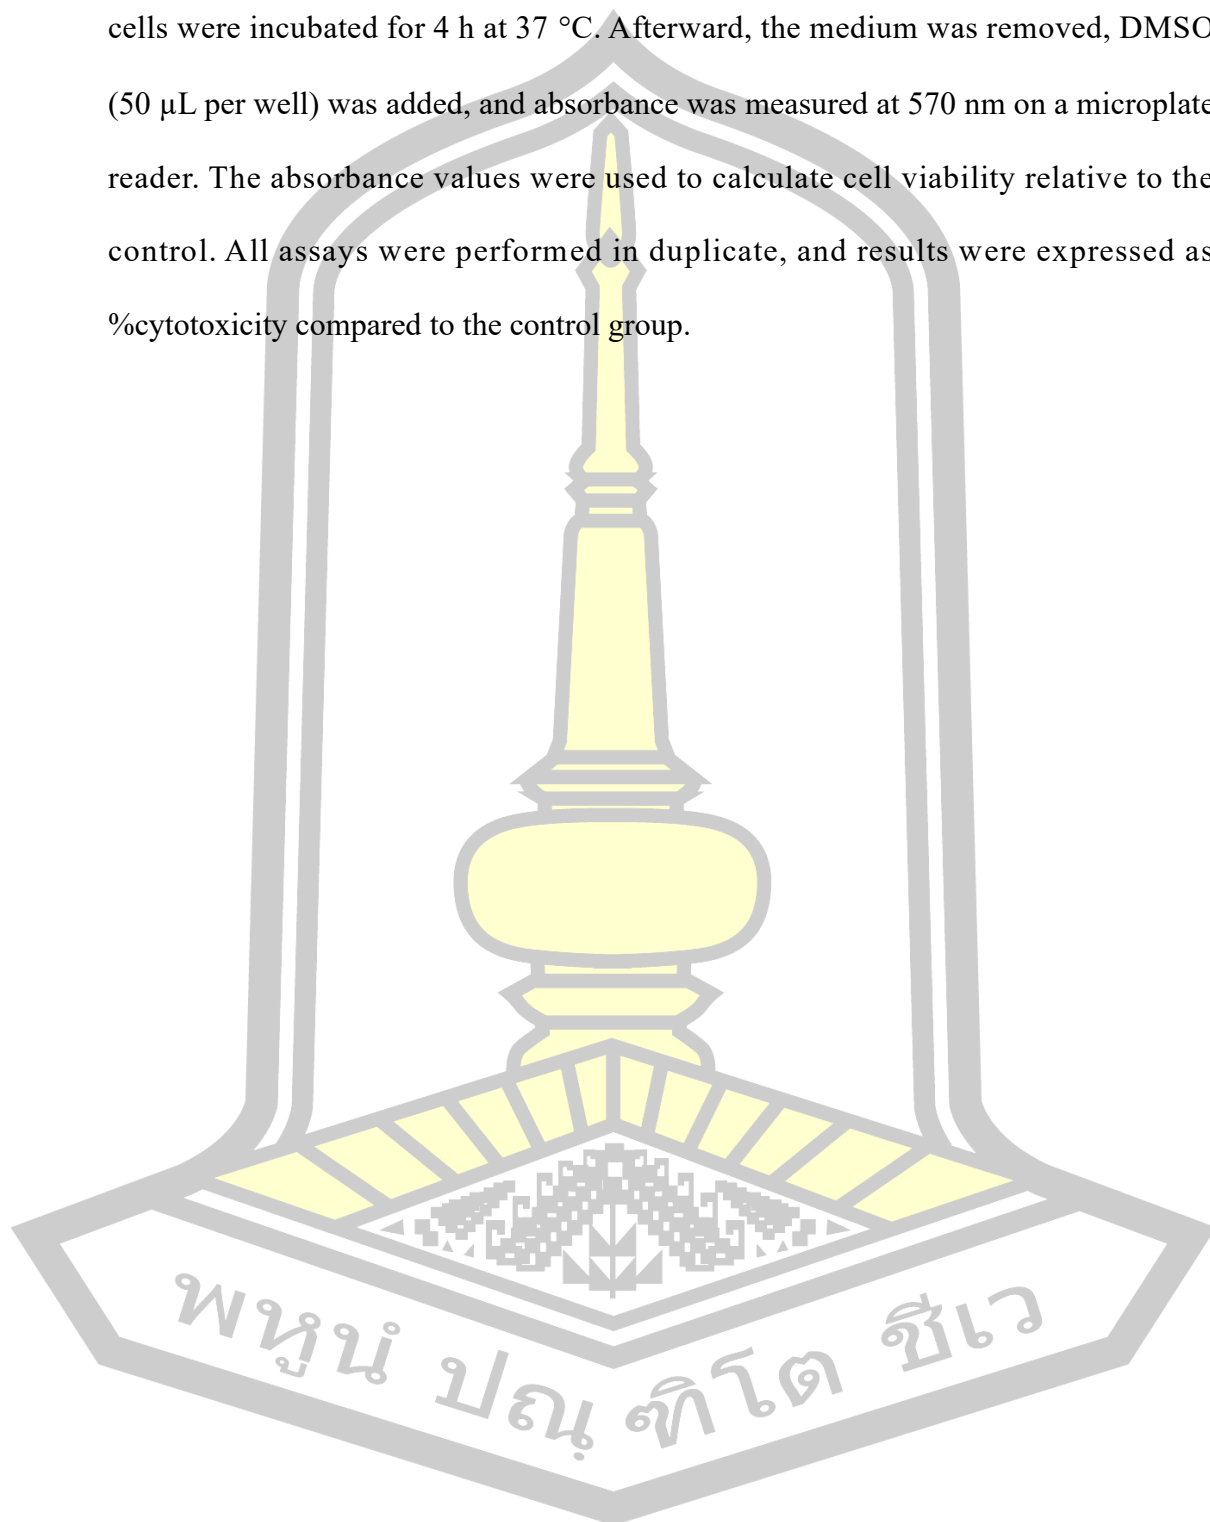 cells were incubated for 4 h at 37 °C. Afterward, the medium was removed, DMSO
(50 µL per well) was added, and absorbance was measured at 570 nm on a microplate
reader. The absorbance values were used to calculate cell viability relative to the
control. All assays were performed in duplicate, and results were expressed as
%cytotoxicity compared to the control group.
พหูนํ ปณฺฑิโต ชีเว